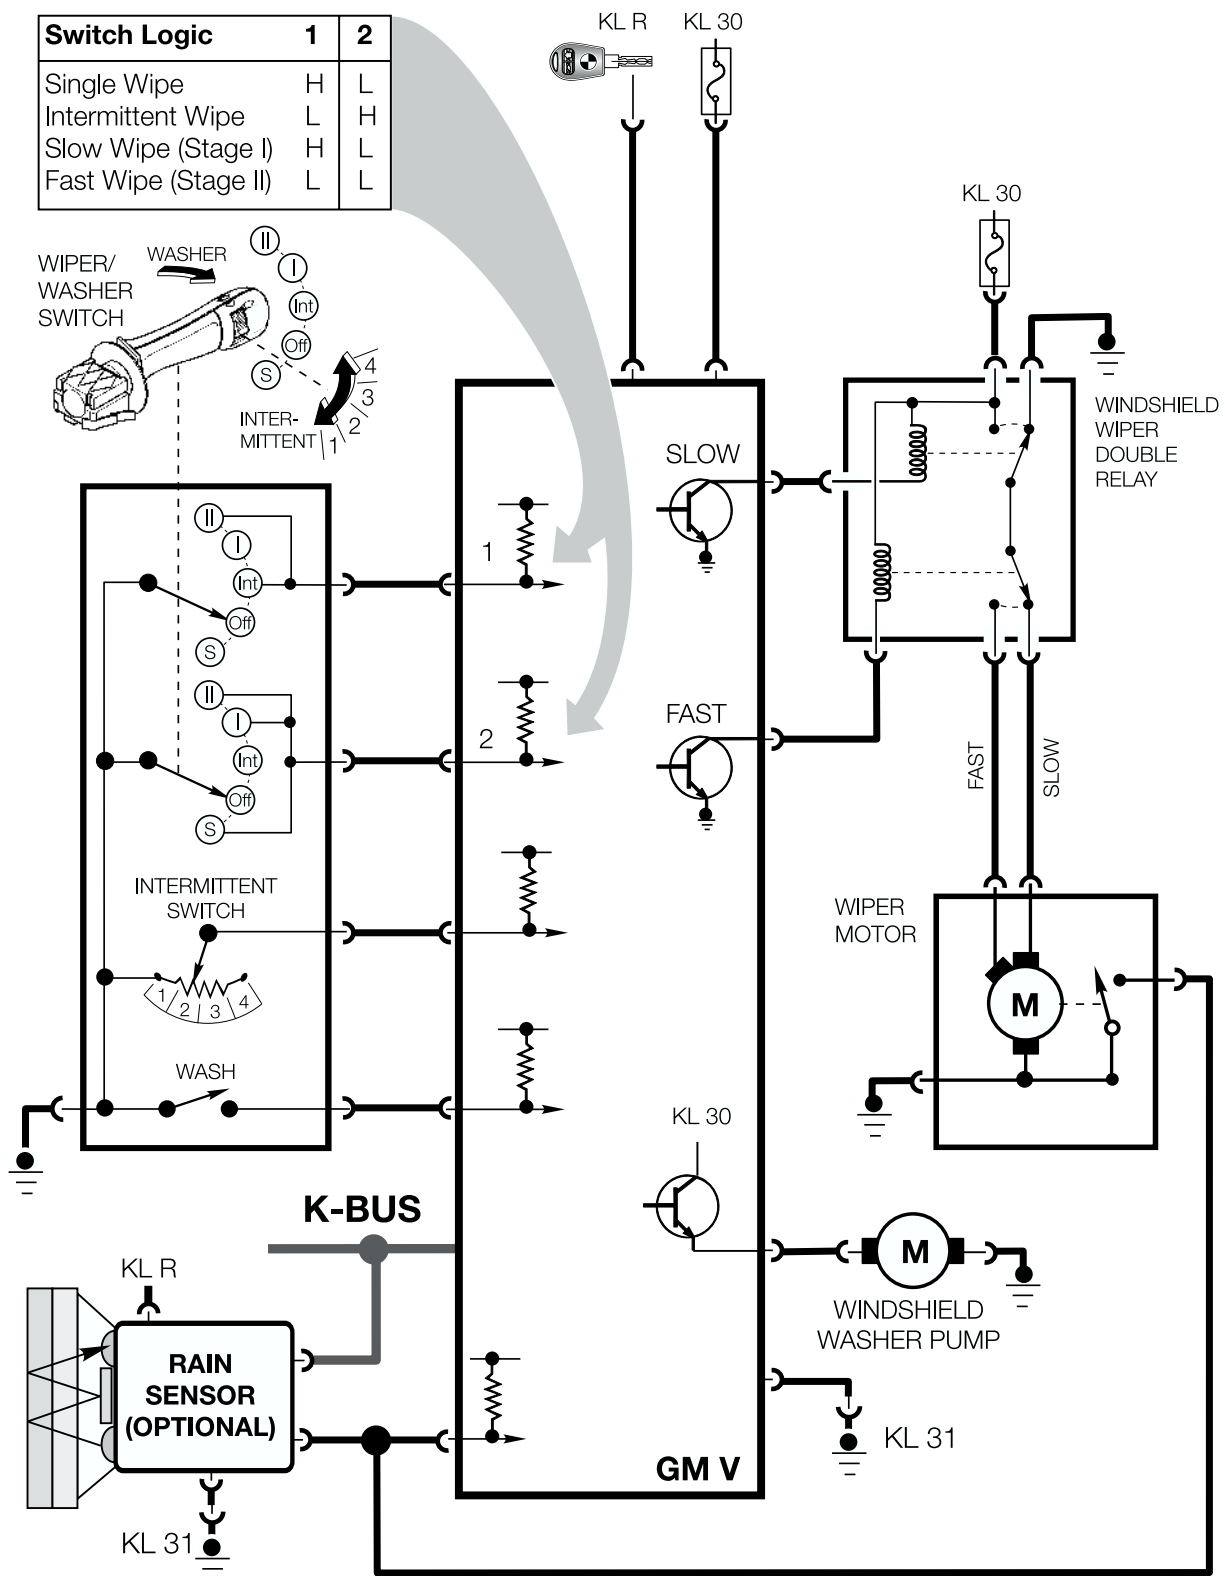 Switch Logic 1 2
Single Wipe H L
Intermittent Wipe L H
Slow Wipe (Stage I) H L
Fast Wipe (Stage II) L L
KL R
KL 30
KL 30
WIPER/
WASHER
SWITCH
WASHER
II
I
Int
Off
S
INTER-
MITTENT
1
2
3
4
WINDSHIELD
WIPER
DOUBLE
RELAY
SLOW
II
I
Int
Off
S
1
II
I
Int
Off
S
2
FAST
FAST
SLOW
INTERMITTENT
SWITCH
1
2
3
4
WIPER
MOTOR
M
WASH
KL 30
K-BUS
M
WINDSHIELD
WASHER PUMP
KL R
RAIN
SENSOR
(OPTIONAL)
KL 31
GM V
KL 31